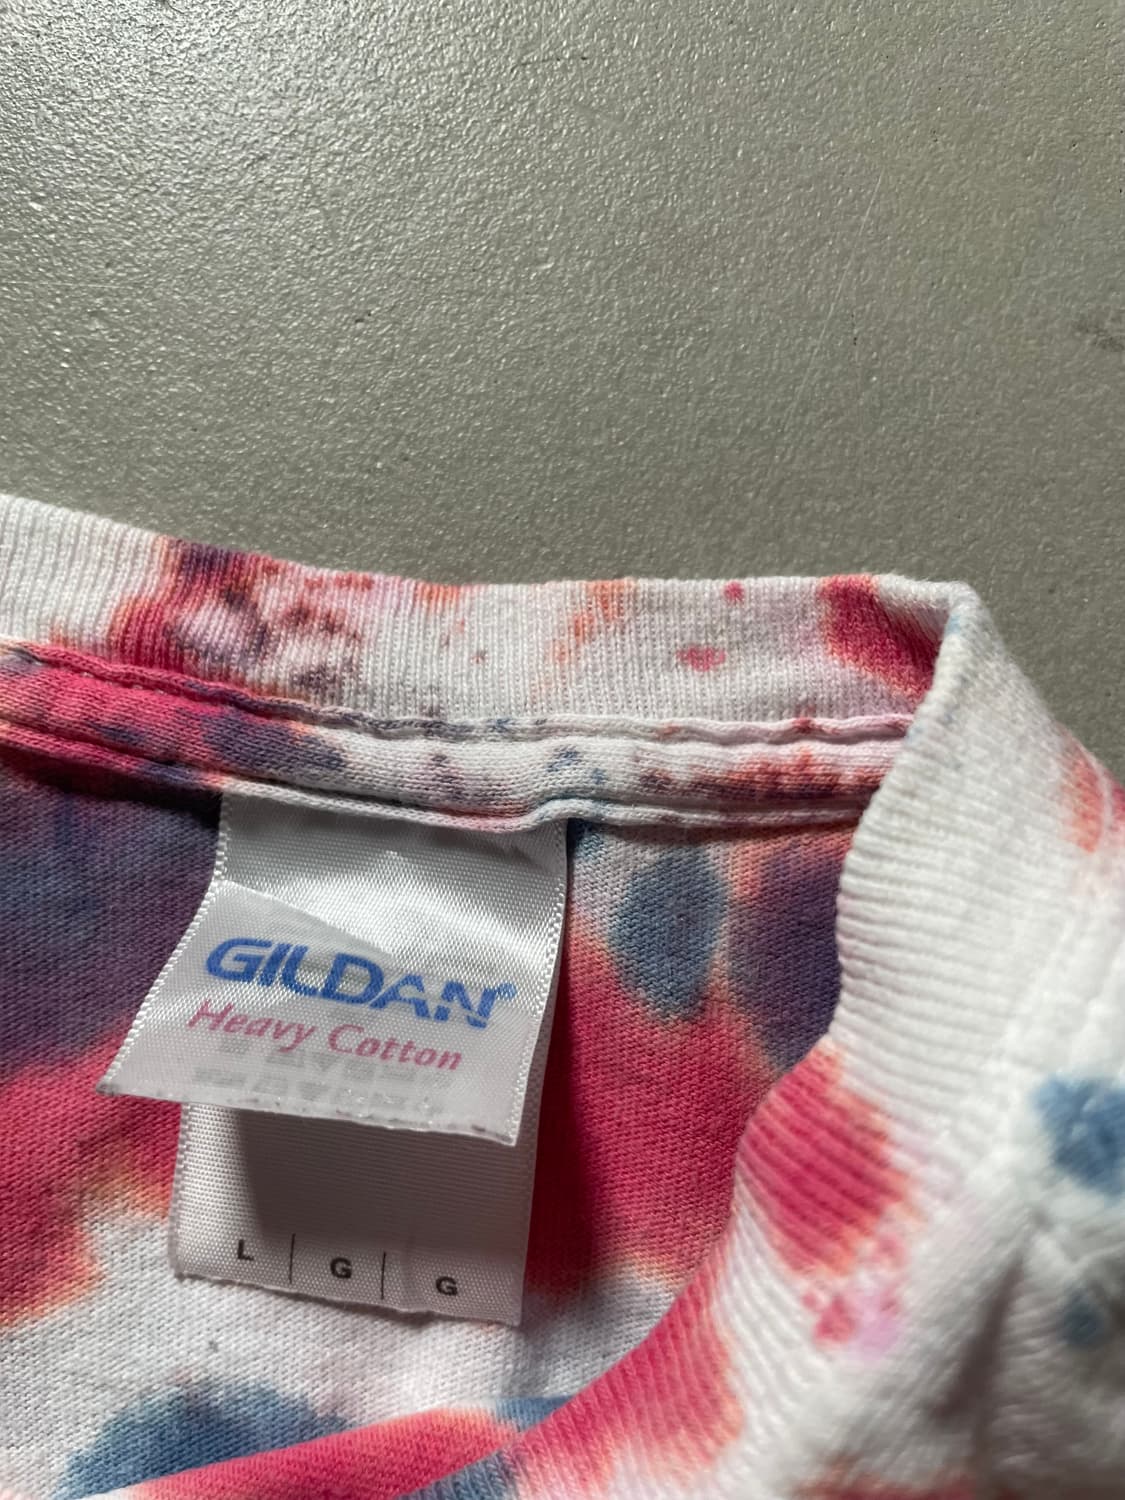 GILDAN®
Heavy Cotton
L | G | G